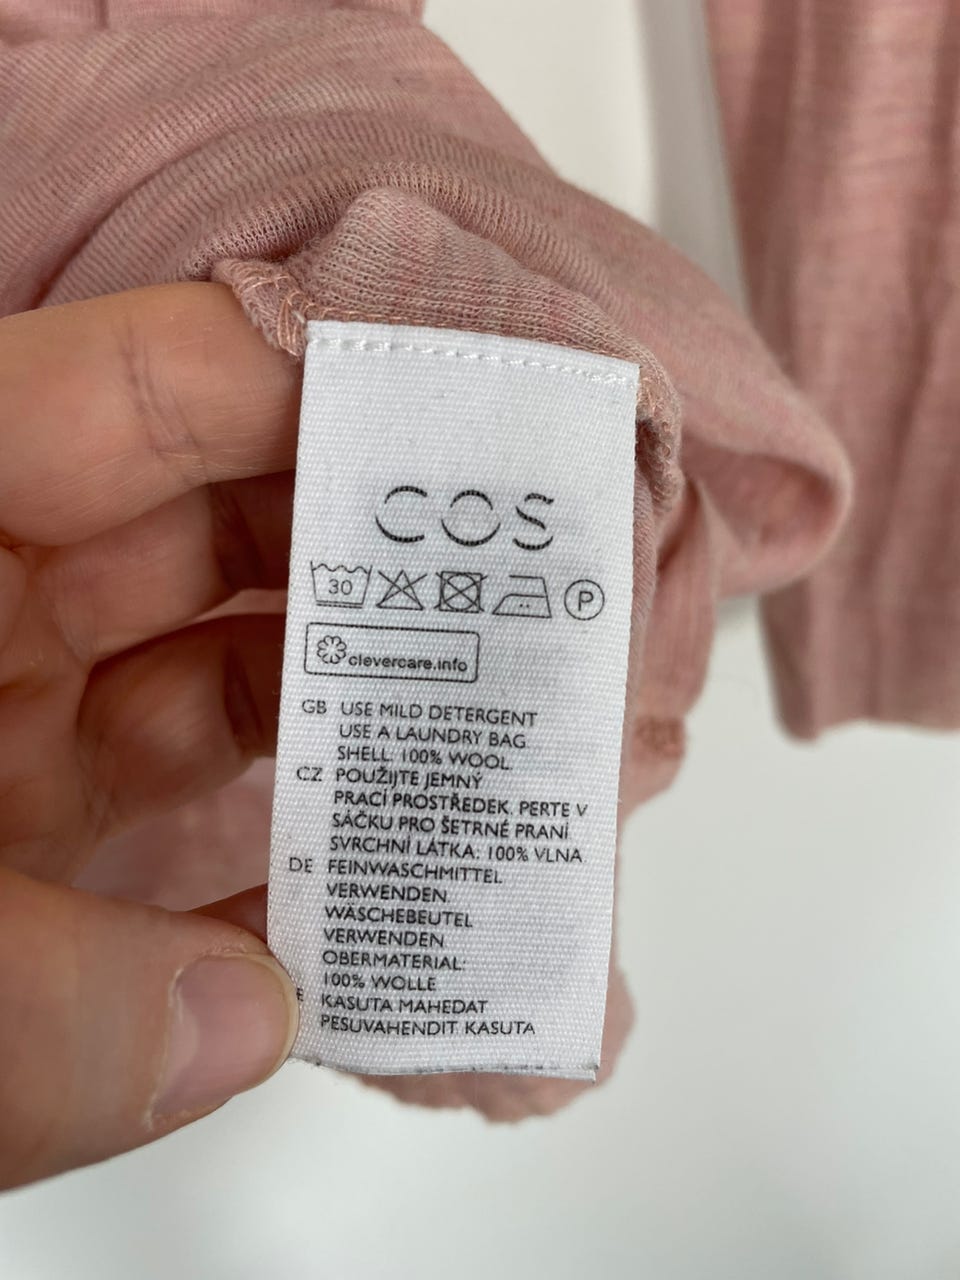 COS
30
P
clevercare.info
GB USE MILD DETERGENT
USE A LAUNDRY BAG
SHELL: 100% WOOL
CZ POUŽIJTE JEMNÝ
PRACÍ PROSTŘEDEK. PERTE V
SÁČKU PRO ŠETRNÉ PRANÍ
SVRCHNÍ LÁTKA: 100% VLNA
DE FEINWASCHMITTEL
VERWENDEN.
WÄSCHEBEUTEL
VERWENDEN
OBERMATERIAL:
100% WOLLE
E KASUTA MAHEDAT
PESUVAHENDIT KASUTA